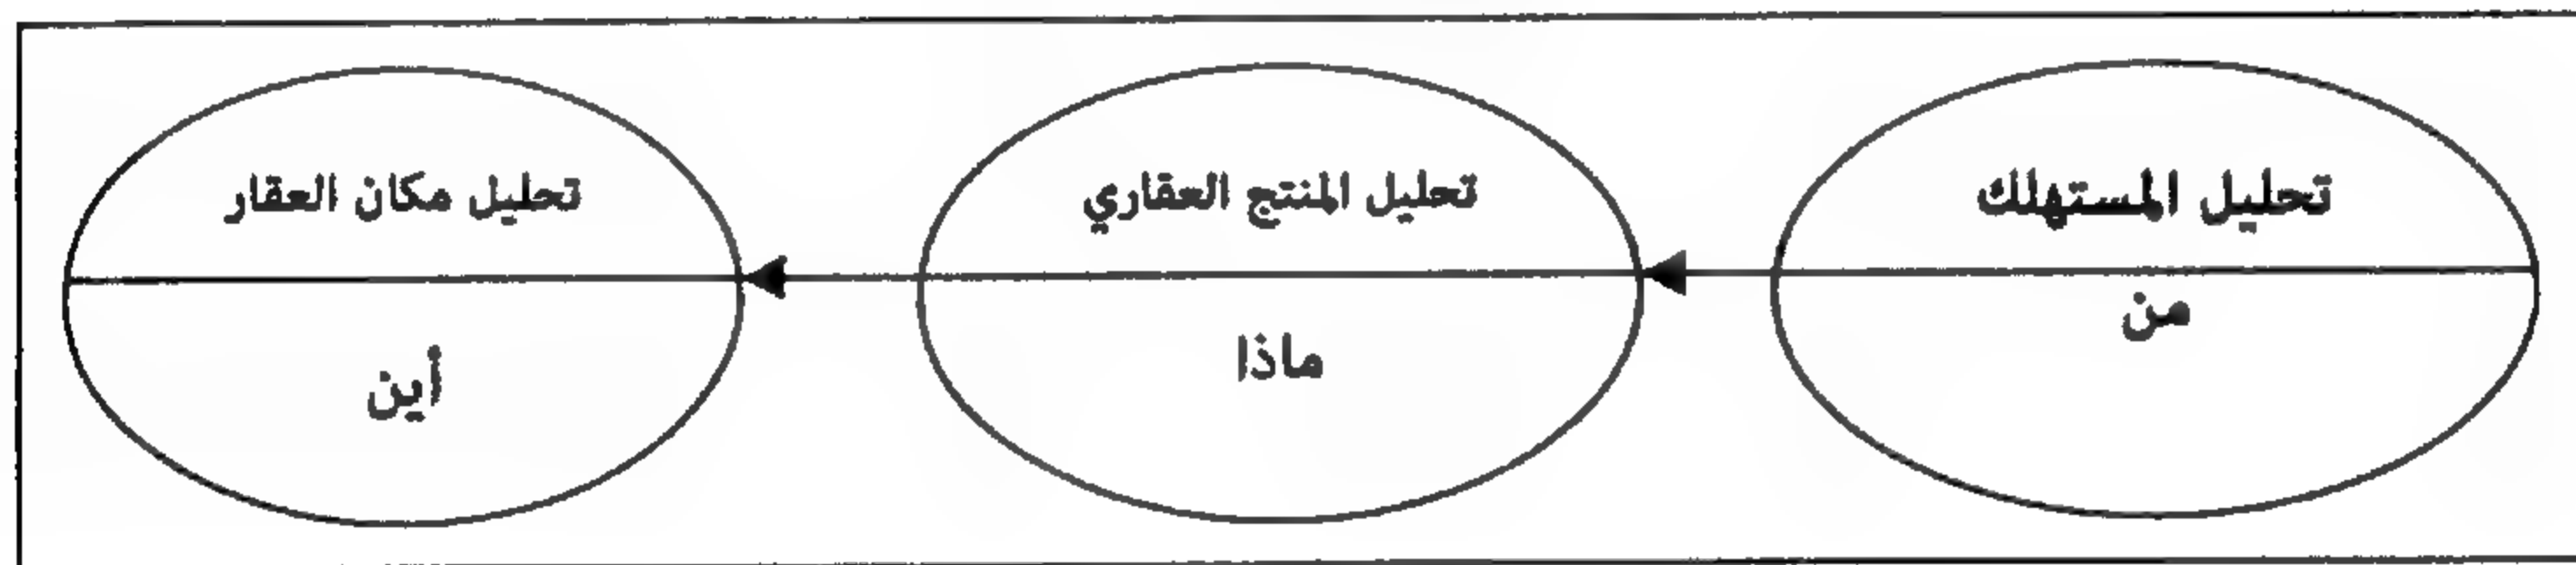 تحليل المستهلك
من
تحليل المنتج العقاري
ماذا
تحليل مكان العقار
أين